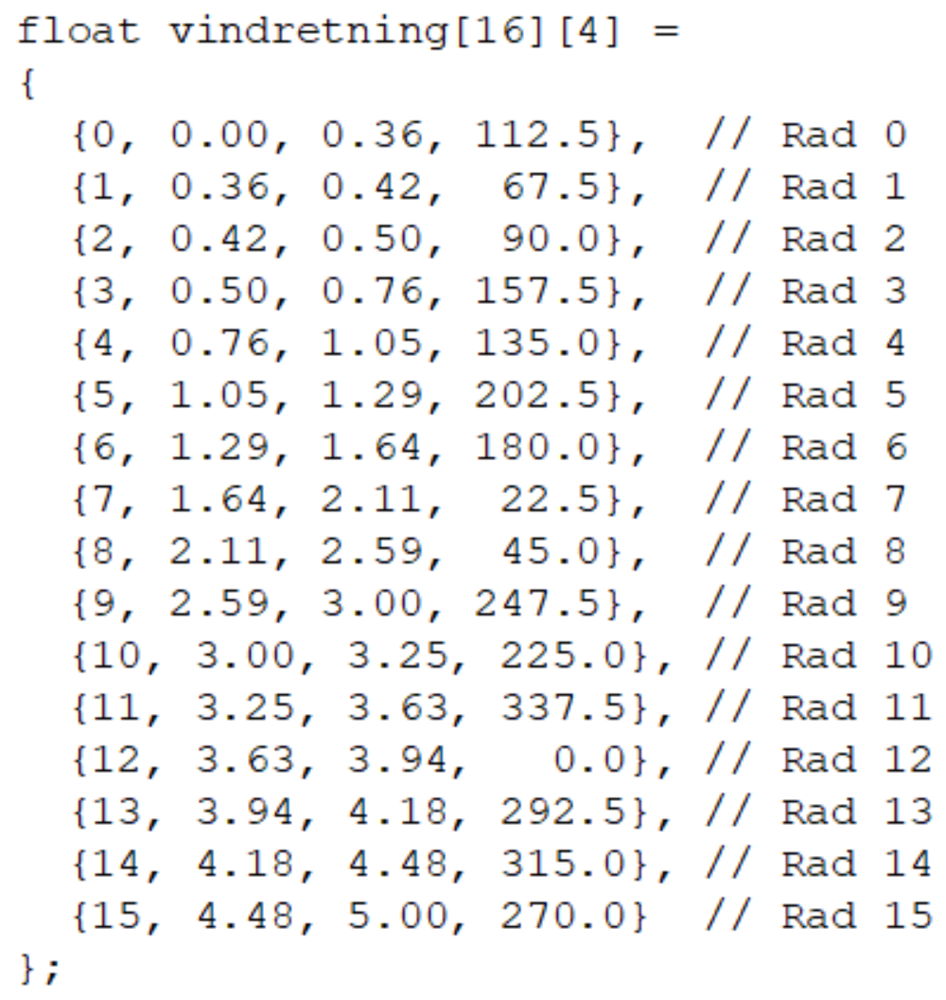 float vindretning[16][4] =
{
  {0, 0.00, 0.36, 112.5},  // Rad 0
  {1, 0.36, 0.42,  67.5},  // Rad 1
  {2, 0.42, 0.50,  90.0},  // Rad 2
  {3, 0.50, 0.76, 157.5},  // Rad 3
  {4, 0.76, 1.05, 135.0},  // Rad 4
  {5, 1.05, 1.29, 202.5},  // Rad 5
  {6, 1.29, 1.64, 180.0},  // Rad 6
  {7, 1.64, 2.11,  22.5},  // Rad 7
  {8, 2.11, 2.59,  45.0},  // Rad 8
  {9, 2.59, 3.00, 247.5},  // Rad 9
  {10, 3.00, 3.25, 225.0}, // Rad 10
  {11, 3.25, 3.63, 337.5}, // Rad 11
  {12, 3.63, 3.94,   0.0}, // Rad 12
  {13, 3.94, 4.18, 292.5}, // Rad 13
  {14, 4.18, 4.48, 315.0}, // Rad 14
  {15, 4.48, 5.00, 270.0}  // Rad 15
};